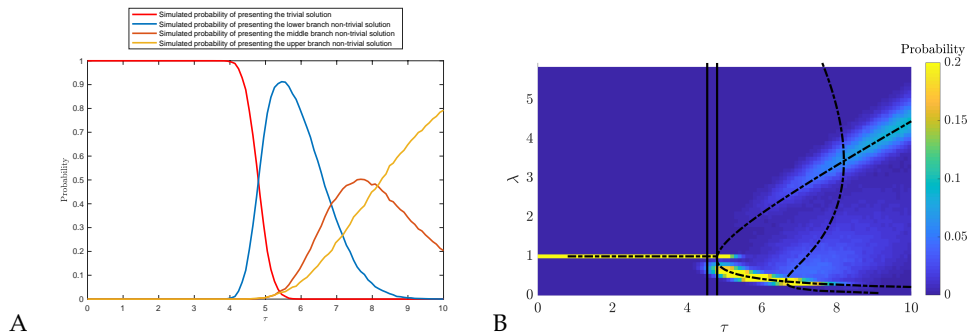 Simulated probability of presenting the trivial solution
Simulated probability of presenting the lower branch non-trivial solution
Simulated probability of presenting the middle branch non-trivial solution
Simulated probability of presenting the upper branch non-trivial solution
1
0.9
0.8
0.7
0.6
0.5
0.4
0.3
0.2
0.1
0
Probability
0 1 2 3 4 5 6 7 8 9 10
τ
A
Probability
0.2
0.15
0.1
0.05
0
5
4
3
2
1
0
λ
0 2 4 6 8 10
τ
B